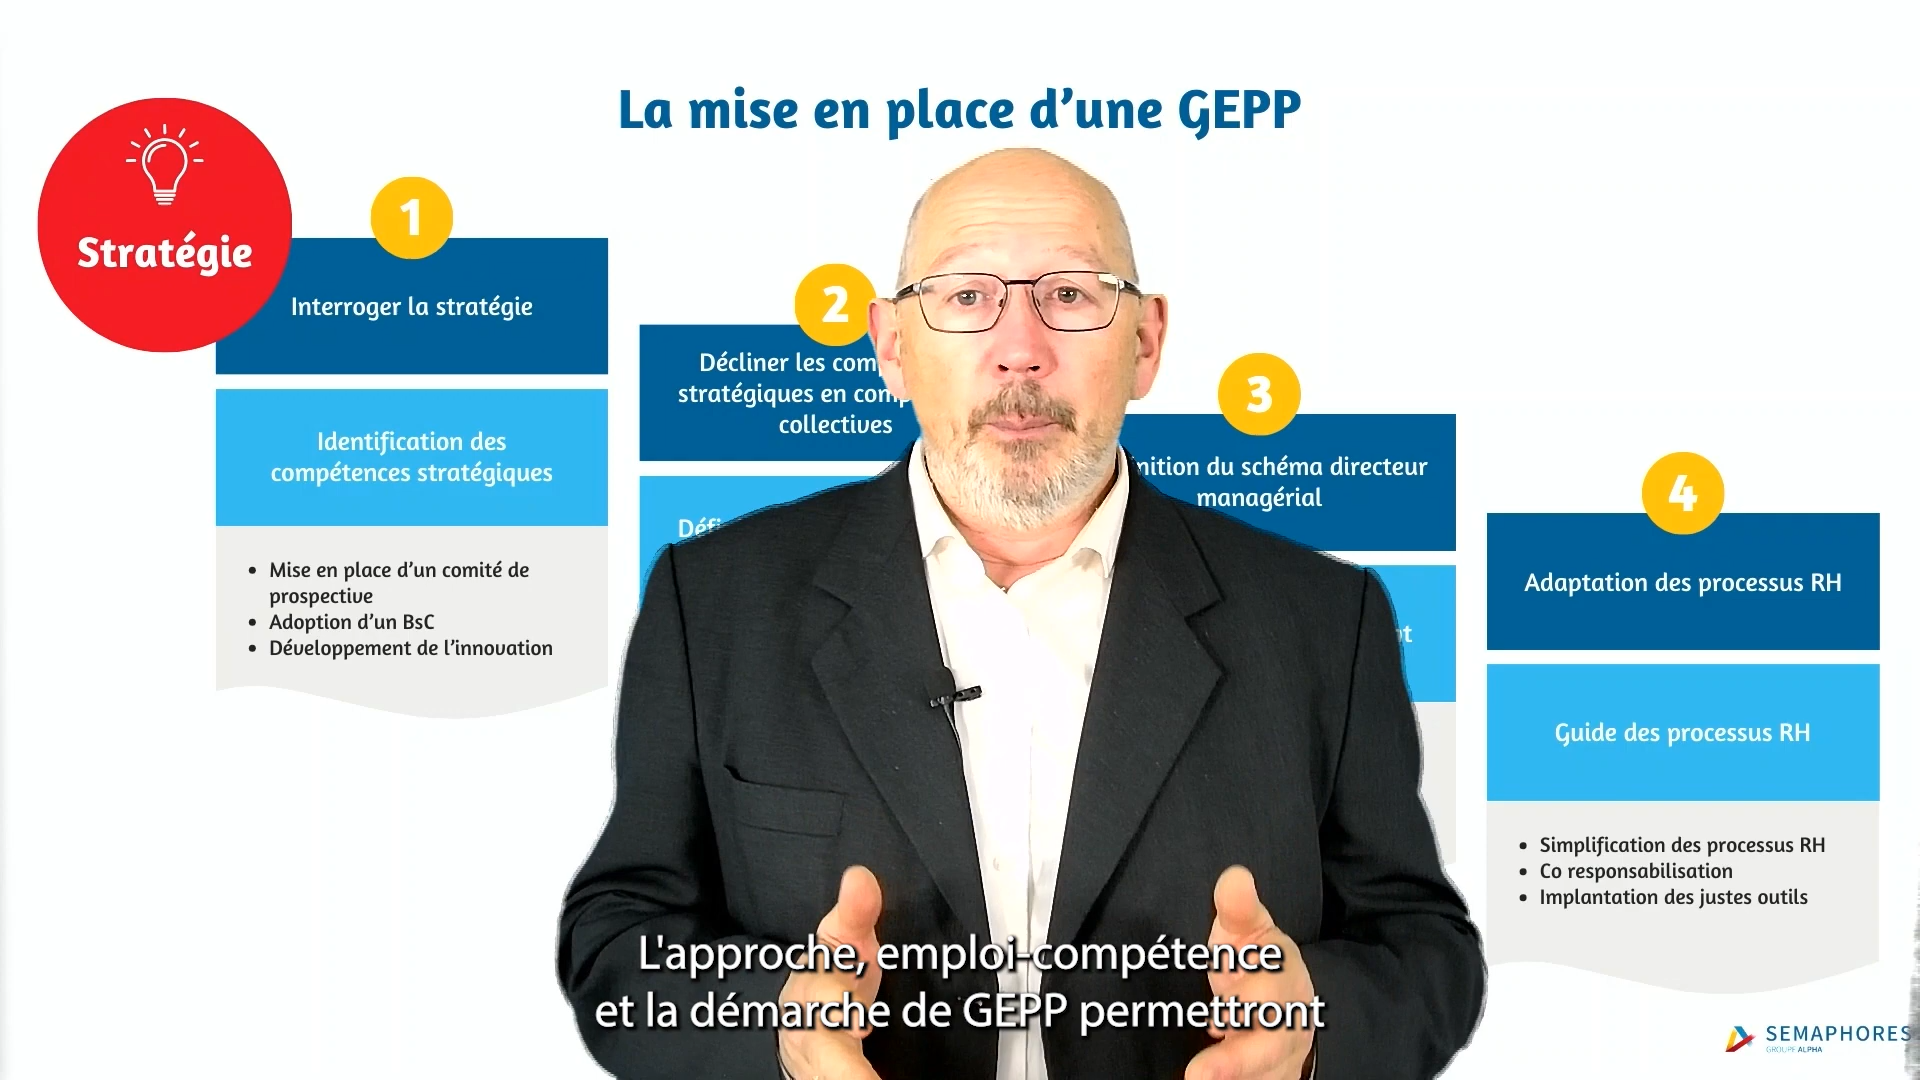 La mise en place d’une GEPP
Stratégie
1
Interroger la stratégie
Identification des
compétences stratégiques
• Mise en place d’un comité de
prospective
• Adoption d’un BsC
• Développement de l’innovation
2
Décliner les
stratégiques en
collectives
3
du schéma directeur
managérial
4
Adaptation des processus RH
Guide des processus RH
• Simplification des processus RH
• Co responsabilisation
• Implantation des justes outils
L'approche, emploi-compétence
et la démarche de GEPP permettront
SEMAPHORES
GROUPE ALPHA